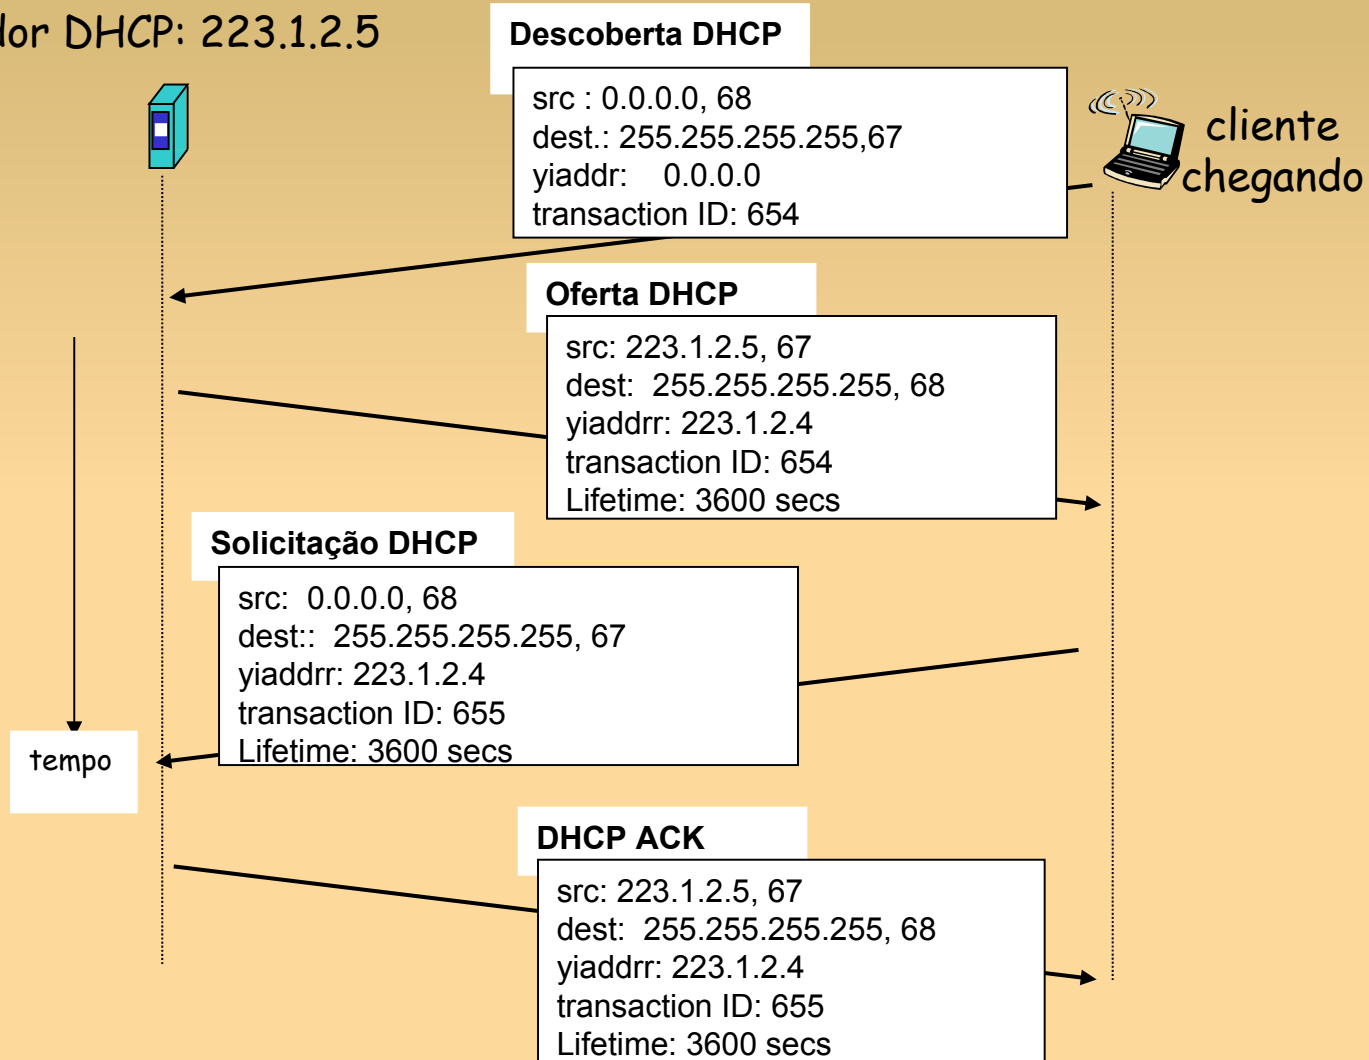 DHCP: 223.1.2.5
Descoberta DHCP
src : 0.0.0.0, 68
dest.: 255.255.255.255,67
yiaddr: 0.0.0.0
transaction ID: 654
cliente
chegando
Oferta DHCP
src: 223.1.2.5, 67
dest: 255.255.255.255, 68
yiaddrr: 223.1.2.4
transaction ID: 654
Lifetime: 3600 secs
Solicitação DHCP
src: 0.0.0.0, 68
dest:: 255.255.255.255, 67
yiaddrr: 223.1.2.4
transaction ID: 655
Lifetime: 3600 secs
tempo
DHCP ACK
src: 223.1.2.5, 67
dest: 255.255.255.255, 68
yiaddrr: 223.1.2.4
transaction ID: 655
Lifetime: 3600 secs